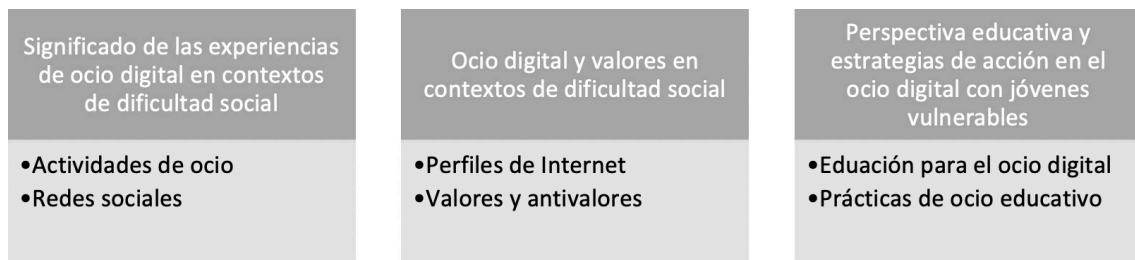 Significado de las experiencias
de ocio digital en contextos
de dificultad social
•Actividades de ocio
•Redes sociales
Ocio digital y valores en
contextos de dificultad social
•Perfiles de Internet
•Valores y antivalores
Perspectiva educativa y
estrategias de acción en el
ocio digital con jóvenes
vulnerables
•Eduación para el ocio digital
•Prácticas de ocio educativo